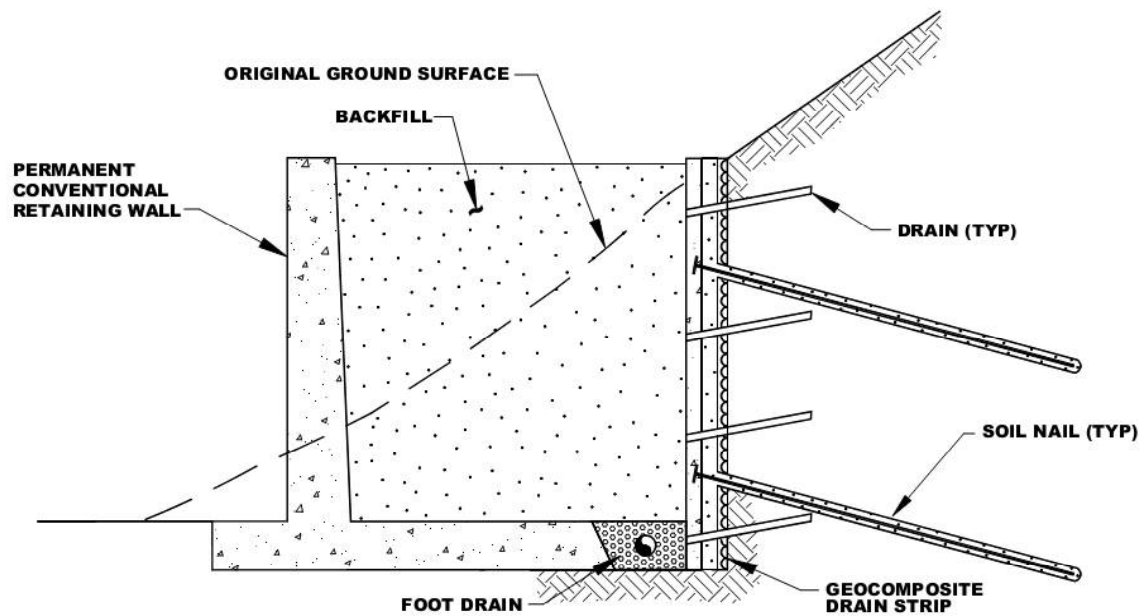 ORIGINAL GROUND SURFACE
BACKFILL
PERMANENT
CONVENTIONAL
RETAINING WALL
DRAIN (TYP)
SOIL NAIL (TYP)
FOOT DRAIN
GEOCOMPOSITE
DRAIN STRIP